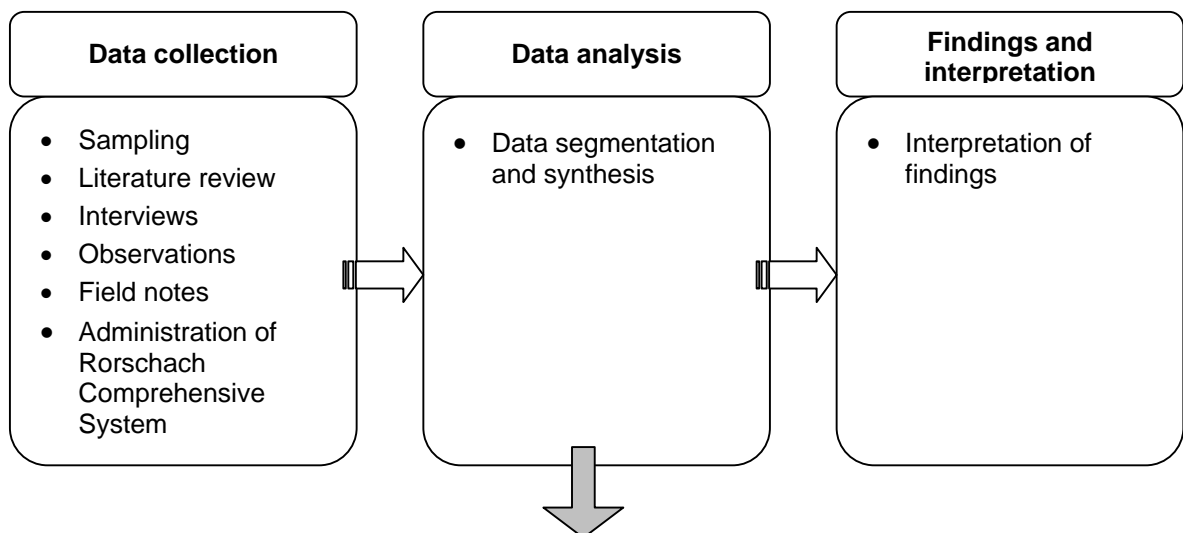 Data collection
• Sampling
• Literature review
• Interviews
• Observations
• Field notes
• Administration of
Rorschach
Comprehensive
System
Data analysis
• Data segmentation
and synthesis
Findings and
interpretation
• Interpretation of
findings